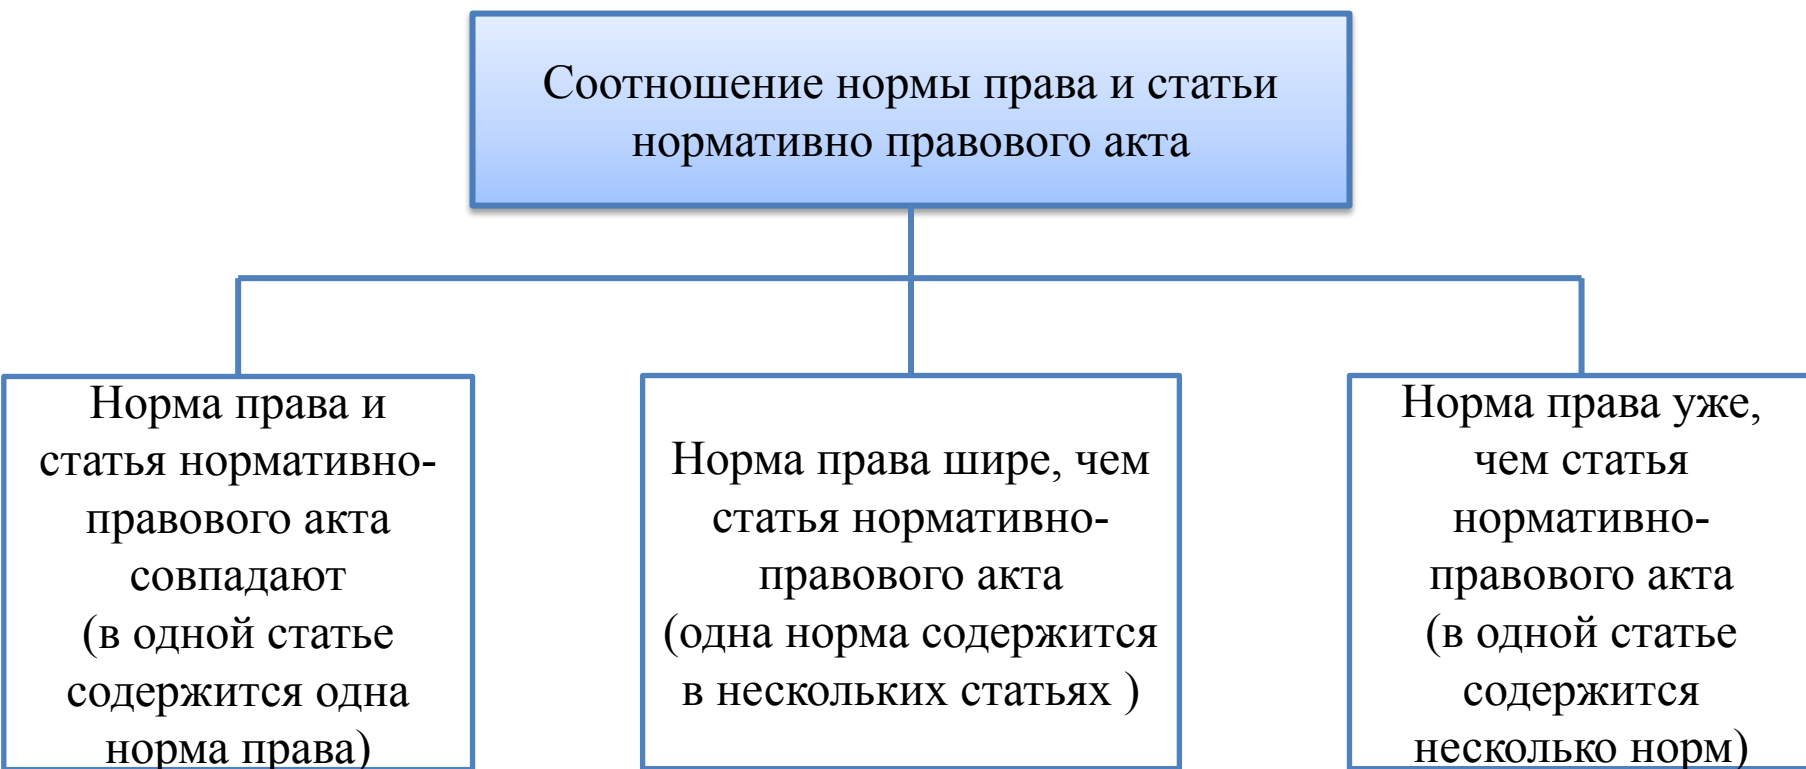 Соотношение нормы права и статьи
нормативно правового акта
Норма права и
статья нормативно-
правового акта
совпадают
(в одной статье
содержится одна
норма права)
Норма права шире, чем
статья нормативно-
правового акта
(одна норма содержится
в нескольких статьях )
Норма права уже,
чем статья
нормативно-
правового акта
(в одной статье
содержится
несколько норм)